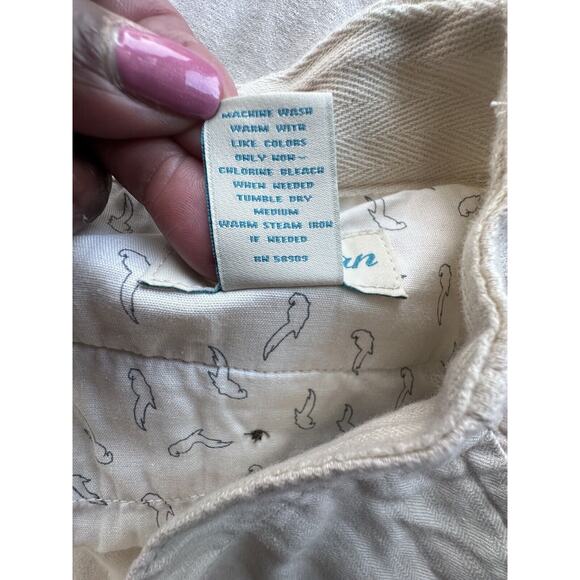 MACHINE WASH
WARM WITH
LIKE COLORS
ONLY NON-
CHLORINE BLEACH
WHEN NEEDED
TUMBLE DRY
MEDIUM
WARM STEAM IRON
IF NEEDED
RN 58909